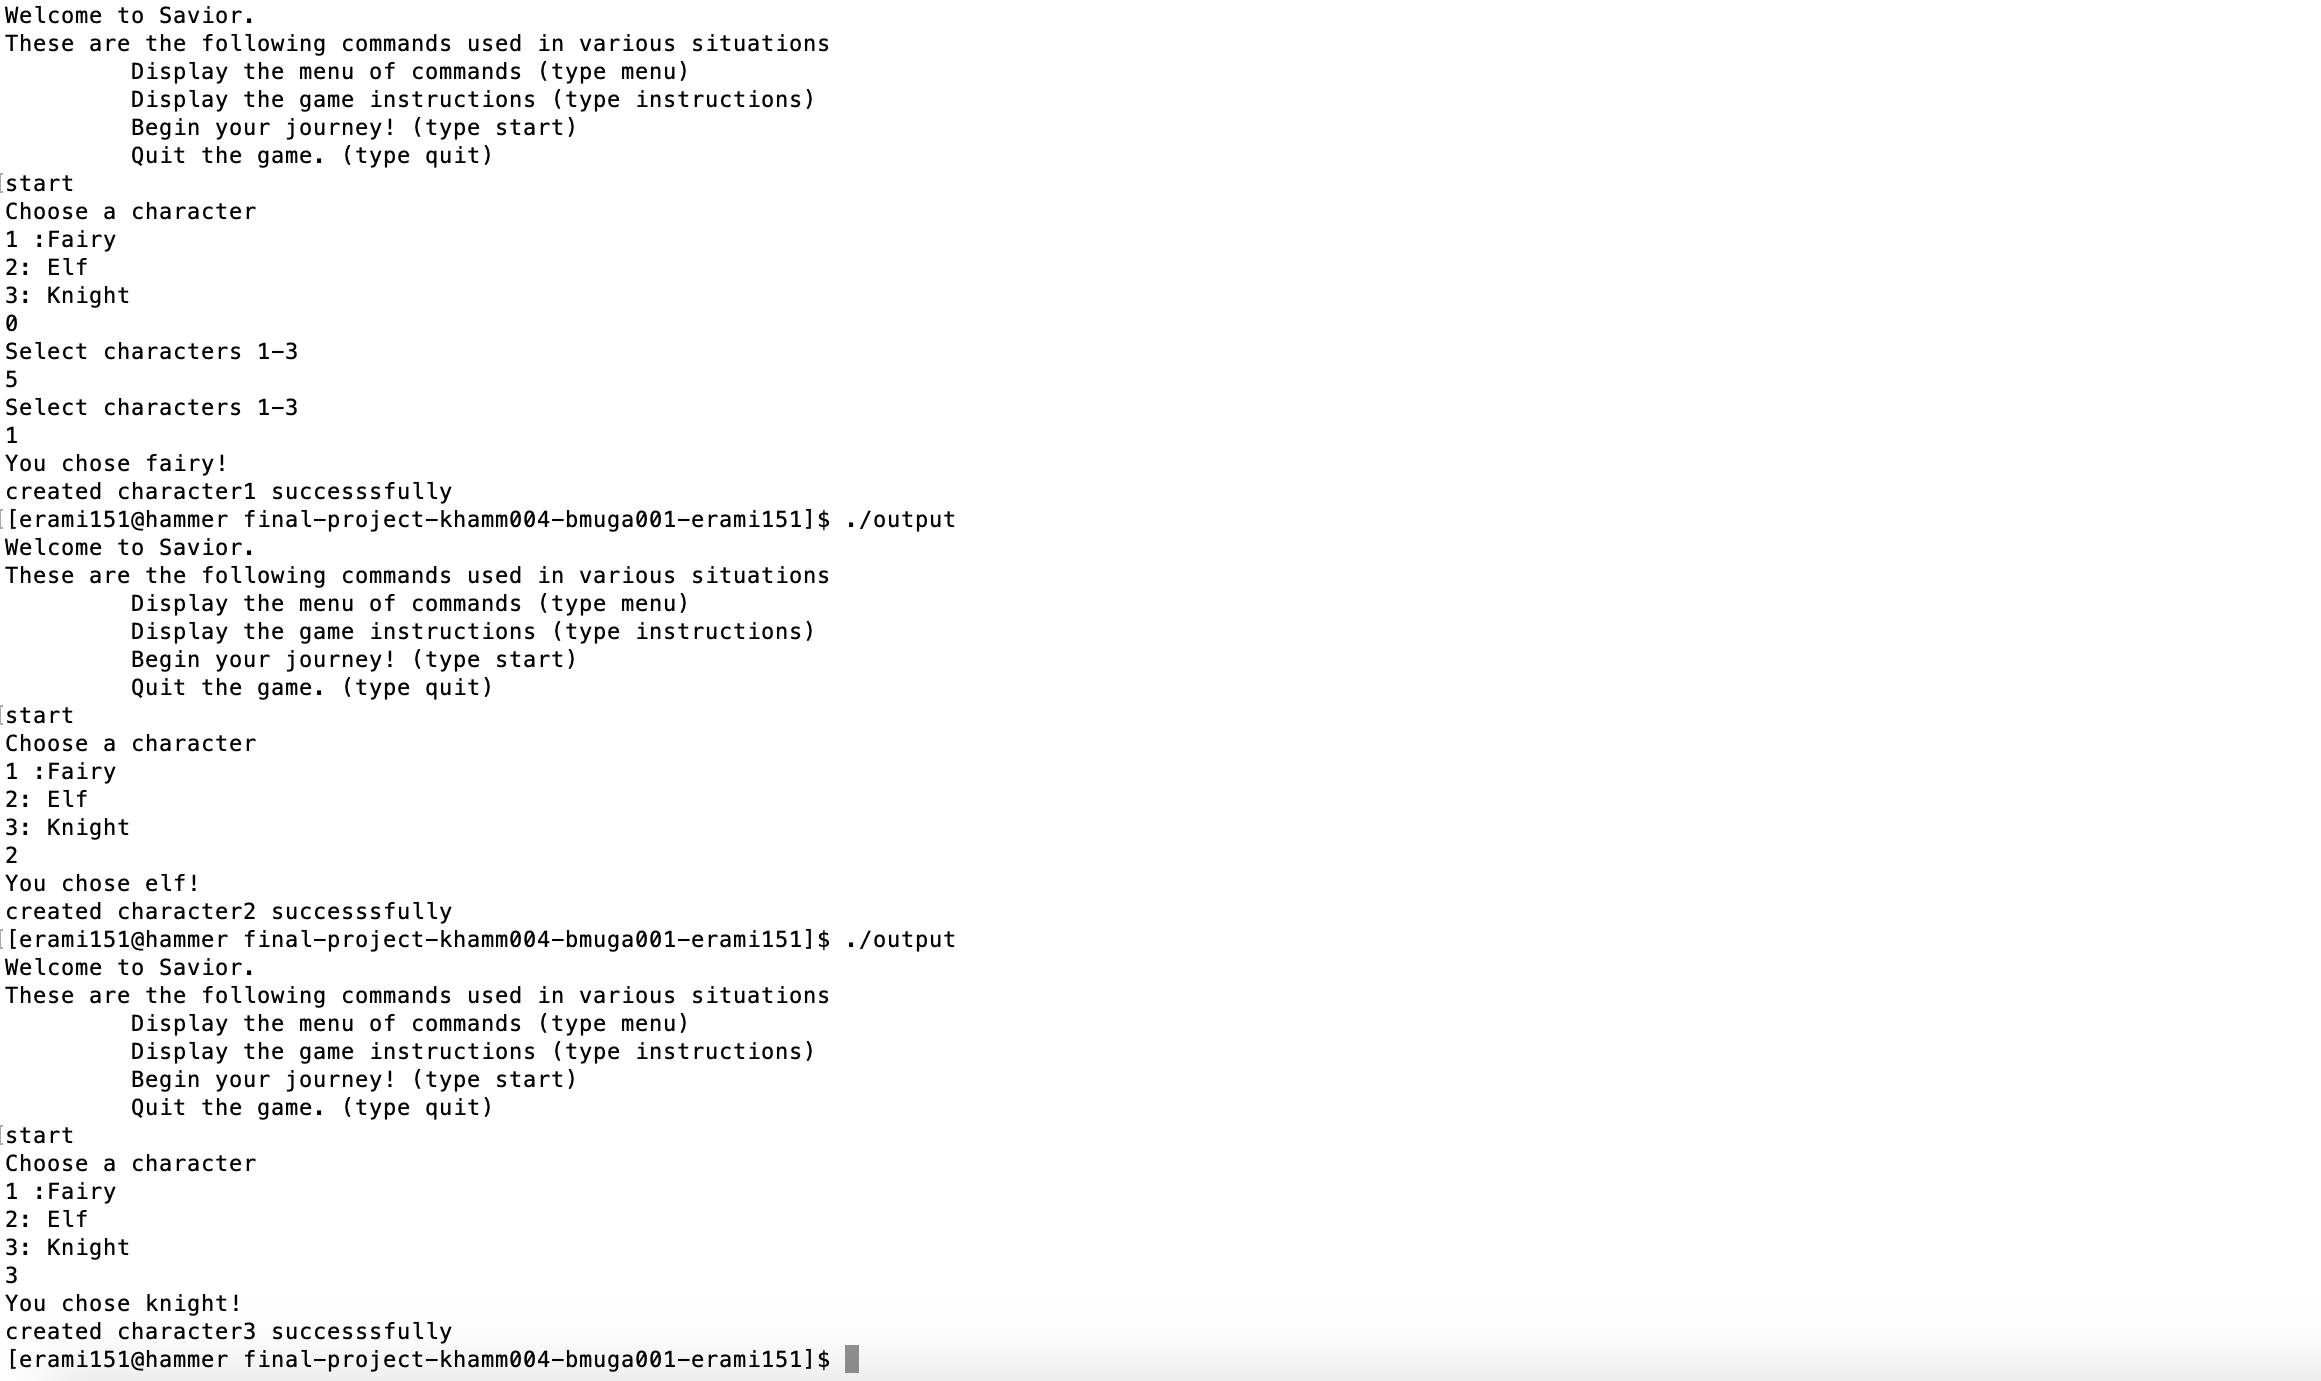 Welcome to Savior.
These are the following commands used in various situations
         Display the menu of commands (type menu)
         Display the game instructions (type instructions)
         Begin your journey! (type start)
         Quit the game. (type quit)
[start
Choose a character
1 :Fairy
2: Elf
3: Knight
0
Select characters 1-3
5
Select characters 1-3
1
You chose fairy!
created character1 successsfully
[[erami151@hammer final-project-khamm004-bmuga001-erami151]$ ./output
Welcome to Savior.
These are the following commands used in various situations
         Display the menu of commands (type menu)
         Display the game instructions (type instructions)
         Begin your journey! (type start)
         Quit the game. (type quit)
[start
Choose a character
1 :Fairy
2: Elf
3: Knight
2
You chose elf!
created character2 successsfully
[[erami151@hammer final-project-khamm004-bmuga001-erami151]$ ./output
Welcome to Savior.
These are the following commands used in various situations
         Display the menu of commands (type menu)
         Display the game instructions (type instructions)
         Begin your journey! (type start)
         Quit the game. (type quit)
[start
Choose a character
1 :Fairy
2: Elf
3: Knight
3
You chose knight!
created character3 successsfully
[erami151@hammer final-project-khamm004-bmuga001-erami151]$